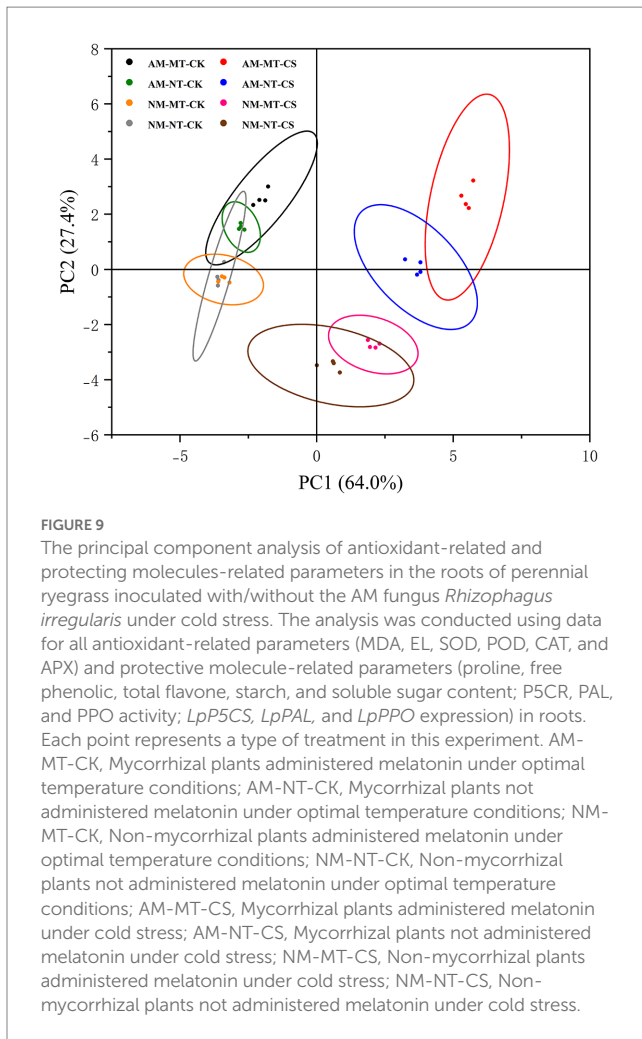 AM-MT-CK AM-MT-CS
AM-NT-CK AM-NT-CS
NM-MT-CK NM-MT-CS
NM-NT-CK NM-NT-CS
8
6
4
2
0
-2
-4
-6
PC2 (27.4%)
-5 0 5 10
PC1 (64.0%)
FIGURE 9
The principal component analysis of antioxidant-related and
protecting molecules-related parameters in the roots of perennial
ryegrass inoculated with/without the AM fungus Rhizophagus
irregularis under cold stress. The analysis was conducted using data
for all antioxidant-related parameters (MDA, EL, SOD, POD, CAT, and
APX) and protective molecule-related parameters (proline, free
phenolic, total flavone, starch, and soluble sugar content; P5CR, PAL,
and PPO activity; LpP5CS, LpPAL, and LpPPO expression) in roots.
Each point represents a type of treatment in this experiment. AM-
MT-CK, Mycorrhizal plants administered melatonin under optimal
temperature conditions; AM-NT-CK, Mycorrhizal plants not
administered melatonin under optimal temperature conditions; NM-
MT-CK, Non-mycorrhizal plants administered melatonin under
optimal temperature conditions; NM-NT-CK, Non-mycorrhizal
plants not administered melatonin under optimal temperature
conditions; AM-MT-CS, Mycorrhizal plants administered melatonin
under cold stress; AM-NT-CS, Mycorrhizal plants not administered
melatonin under cold stress; NM-MT-CS, Non-mycorrhizal plants
administered melatonin under cold stress; NM-NT-CS, Non-
mycorrhizal plants not administered melatonin under cold stress.